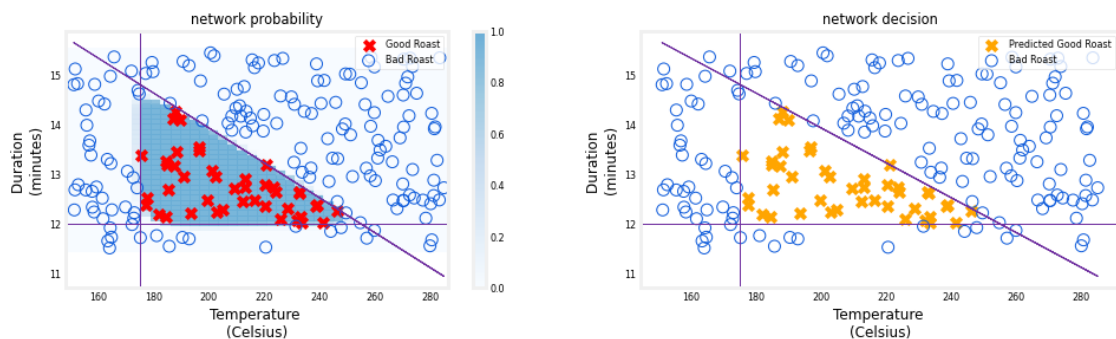 network probability
Good Roast
Bad Roast
Duration
(minutes)
15
14
13
12
11
160
180
200
220
240
260
280
Temperature
(Celsius)
1.0
0.8
0.6
0.4
0.2
0.0
network decision
Predicted Good Roast
Bad Roast
Duration
(minutes)
15
14
13
12
11
160
180
200
220
240
260
280
Temperature
(Celsius)